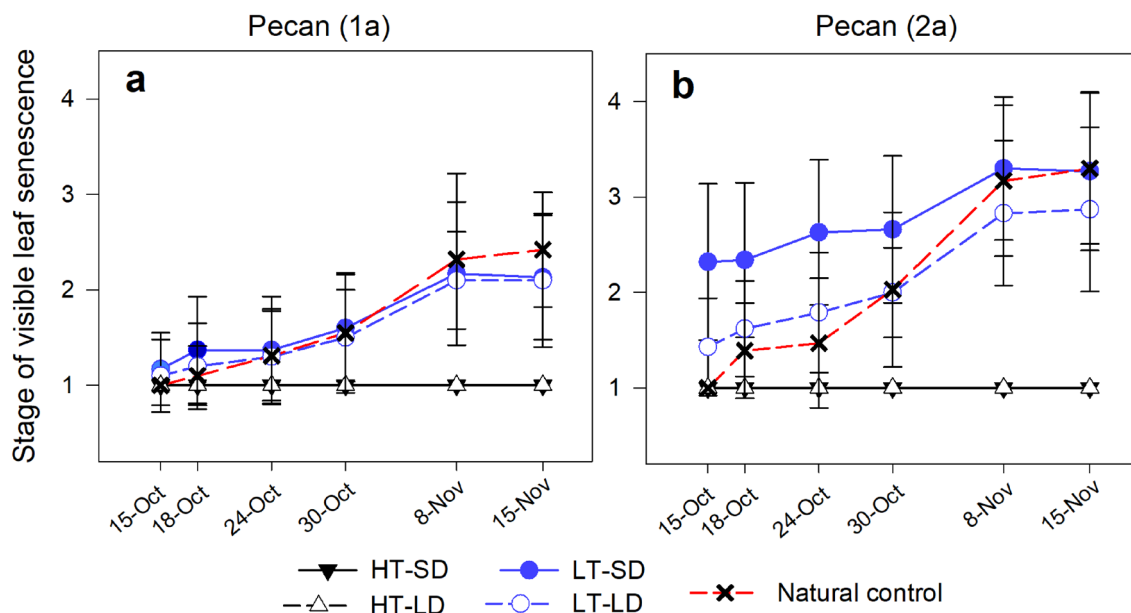 Pecan (1a)
Pecan (2a)
Stage of visible leaf senescence
a
4
3
2
1
15-Oct
18-Oct
24-Oct
30-Oct
8-Nov
15-Nov
b
4
3
2
1
15-Oct
18-Oct
24-Oct
30-Oct
8-Nov
15-Nov
HT-SD
LT-SD
Natural control
HT-LD
LT-LD